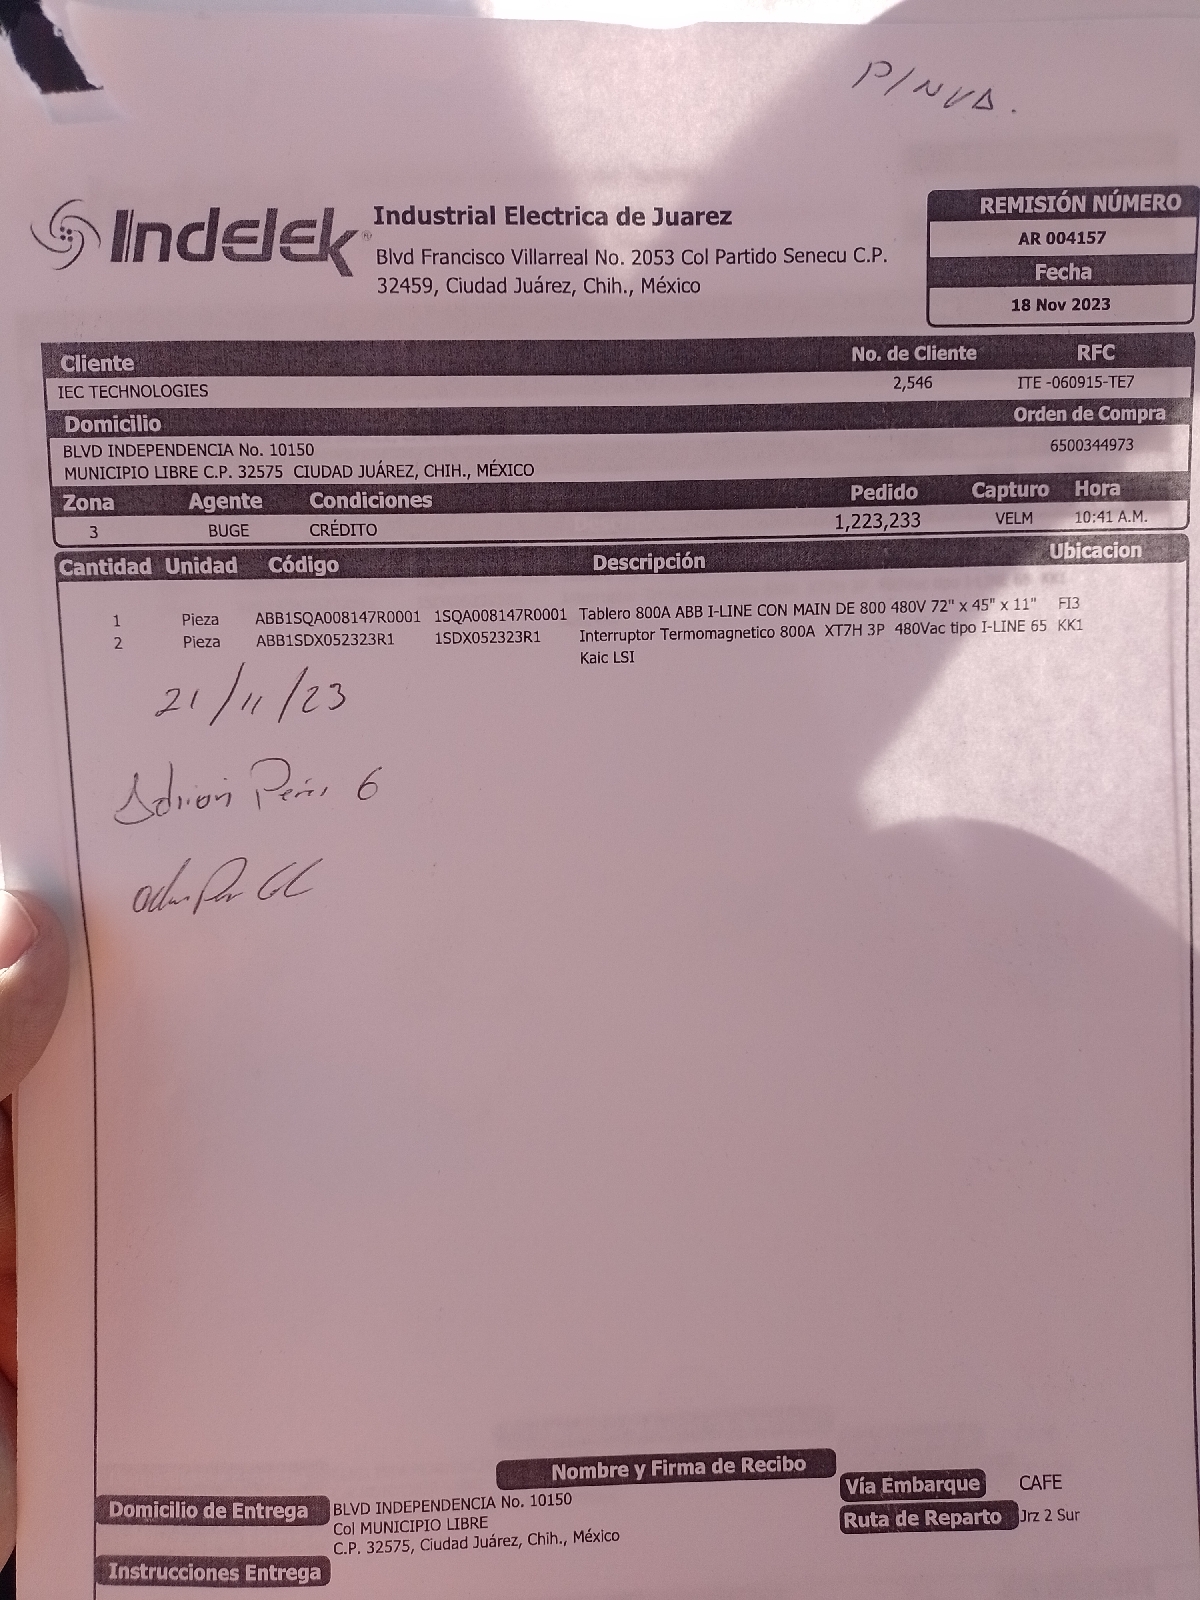 P/NVA.
Indelek®
Industrial Electrica de Juarez
Blvd Francisco Villarreal No. 2053 Col Partido Senecu C.P.
32459, Ciudad Juárez, Chih., México
REMISIÓN NÚMERO
AR 004157
Fecha
18 Nov 2023
Cliente No. de Cliente RFC
IEC TECHNOLOGIES 2,546 ITE -060915-TE7
Domicilio Orden de Compra
BLVD INDEPENDENCIA No. 10150 6500344973
MUNICIPIO LIBRE C.P. 32575 CIUDAD JUÁREZ, CHIH., MÉXICO
Zona Agente Condiciones Pedido Capturo Hora
3 BUGE CRÉDITO 1,223,233 VELM 10:41 A.M.
Cantidad Unidad Código Descripción Ubicacion
1 Pieza ABB1SQA008147R0001 1SQA008147R0001 Tablero 800A ABB I-LINE CON MAIN DE 800 480V 72" x 45" x 11" FI3
2 Pieza ABB1SDX052323R1 1SDX052323R1 Interruptor Termomagnetico 800A XT7H 3P 480Vac tipo I-LINE 65 KK1
Kaic LSI
21/11/23
Adrian
Nombre y Firma de Recibo
Domicilio de Entrega BLVD INDEPENDENCIA No. 10150
Col MUNICIPIO LIBRE
C.P. 32575, Ciudad Juárez, Chih., México
Vía Embarque CAFE
Ruta de Reparto Jrz 2 Sur
Instrucciones Entrega